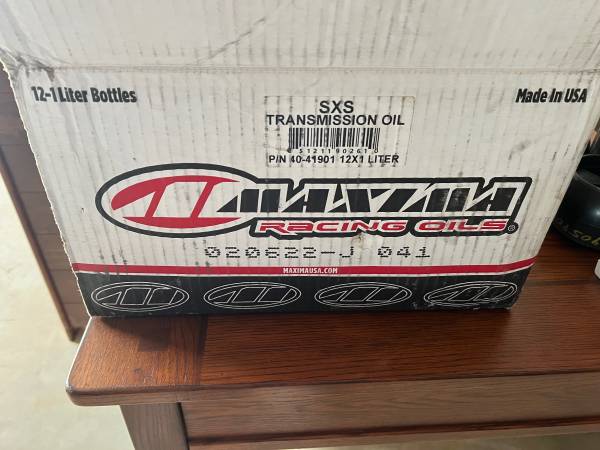 12-1 Liter Bottles
Made In USA
SXS
TRANSMISSION OIL
P/N 40-41901 12X1 LITER
MAXIMA
RACING OILS®
020622-J 041
MAXIMAUSA.COM